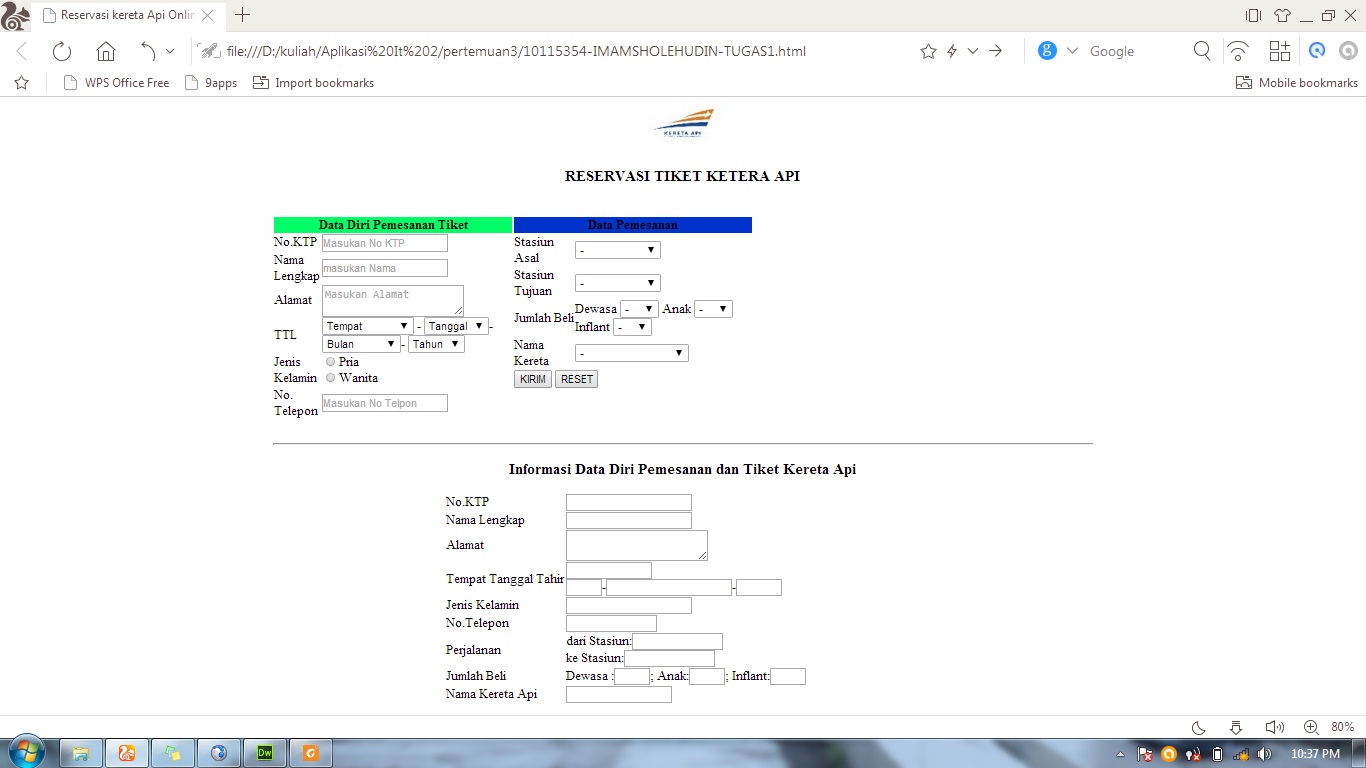 Reservasi kereta Api Onlin
file:///D:/kuliah/Aplikasi%20It%202/pertemuan3/10115354-IMAMSHOLEHUDIN-TUGAS1.html
g Google
WPS Office Free 9apps Import bookmarks Mobile bookmarks
KERETA API
RESERVASI TIKET KETERA API
Data Diri Pemesanan Tiket
No.KTP Masukan No KTP
Nama Lengkap masukan Nama
Alamat Masukan Alamat
TTL Tempat - Tanggal -
Bulan - Tahun
Jenis Kelamin Pria
Wanita
No. Telepon Masukan No Telpon
Data Pemesanan
Stasiun Asal -
Stasiun Tujuan -
Jumlah Beli Dewasa - Anak -
Inflant -
Nama Kereta -
KIRIM RESET
Informasi Data Diri Pemesanan dan Tiket Kereta Api
No.KTP
Nama Lengkap
Alamat
Tempat Tanggal Tahir - -
Jenis Kelamin
No.Telepon
Perjalanan dari Stasiun:
ke Stasiun:
Jumlah Beli Dewasa : ; Anak: ; Inflant:
Nama Kereta Api
80%
Dw G
10:37 PM